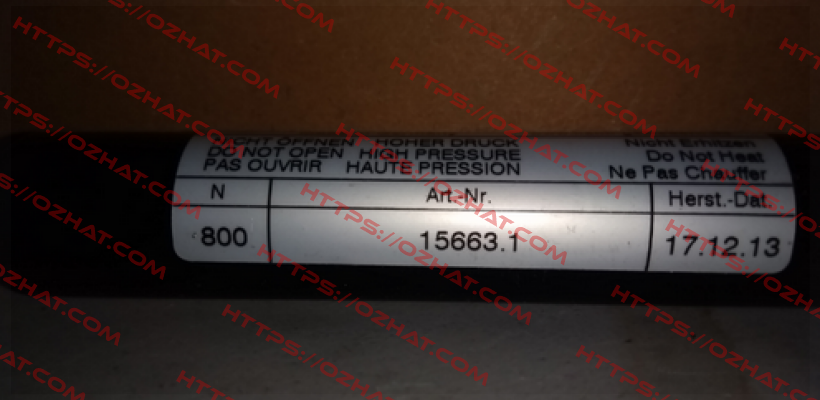 NICHT ÖFFNEN HOHER DRUCK Nicht Erhitzen
DO NOT OPEN HIGH PRESSURE Do Not Heat
PAS OUVRIR HAUTE PRESSION Ne Pas Chauffer
N Art.-Nr. Herst.-Dat.
800 15663.1 17.12.13
HTTPS://OZHAT.COM